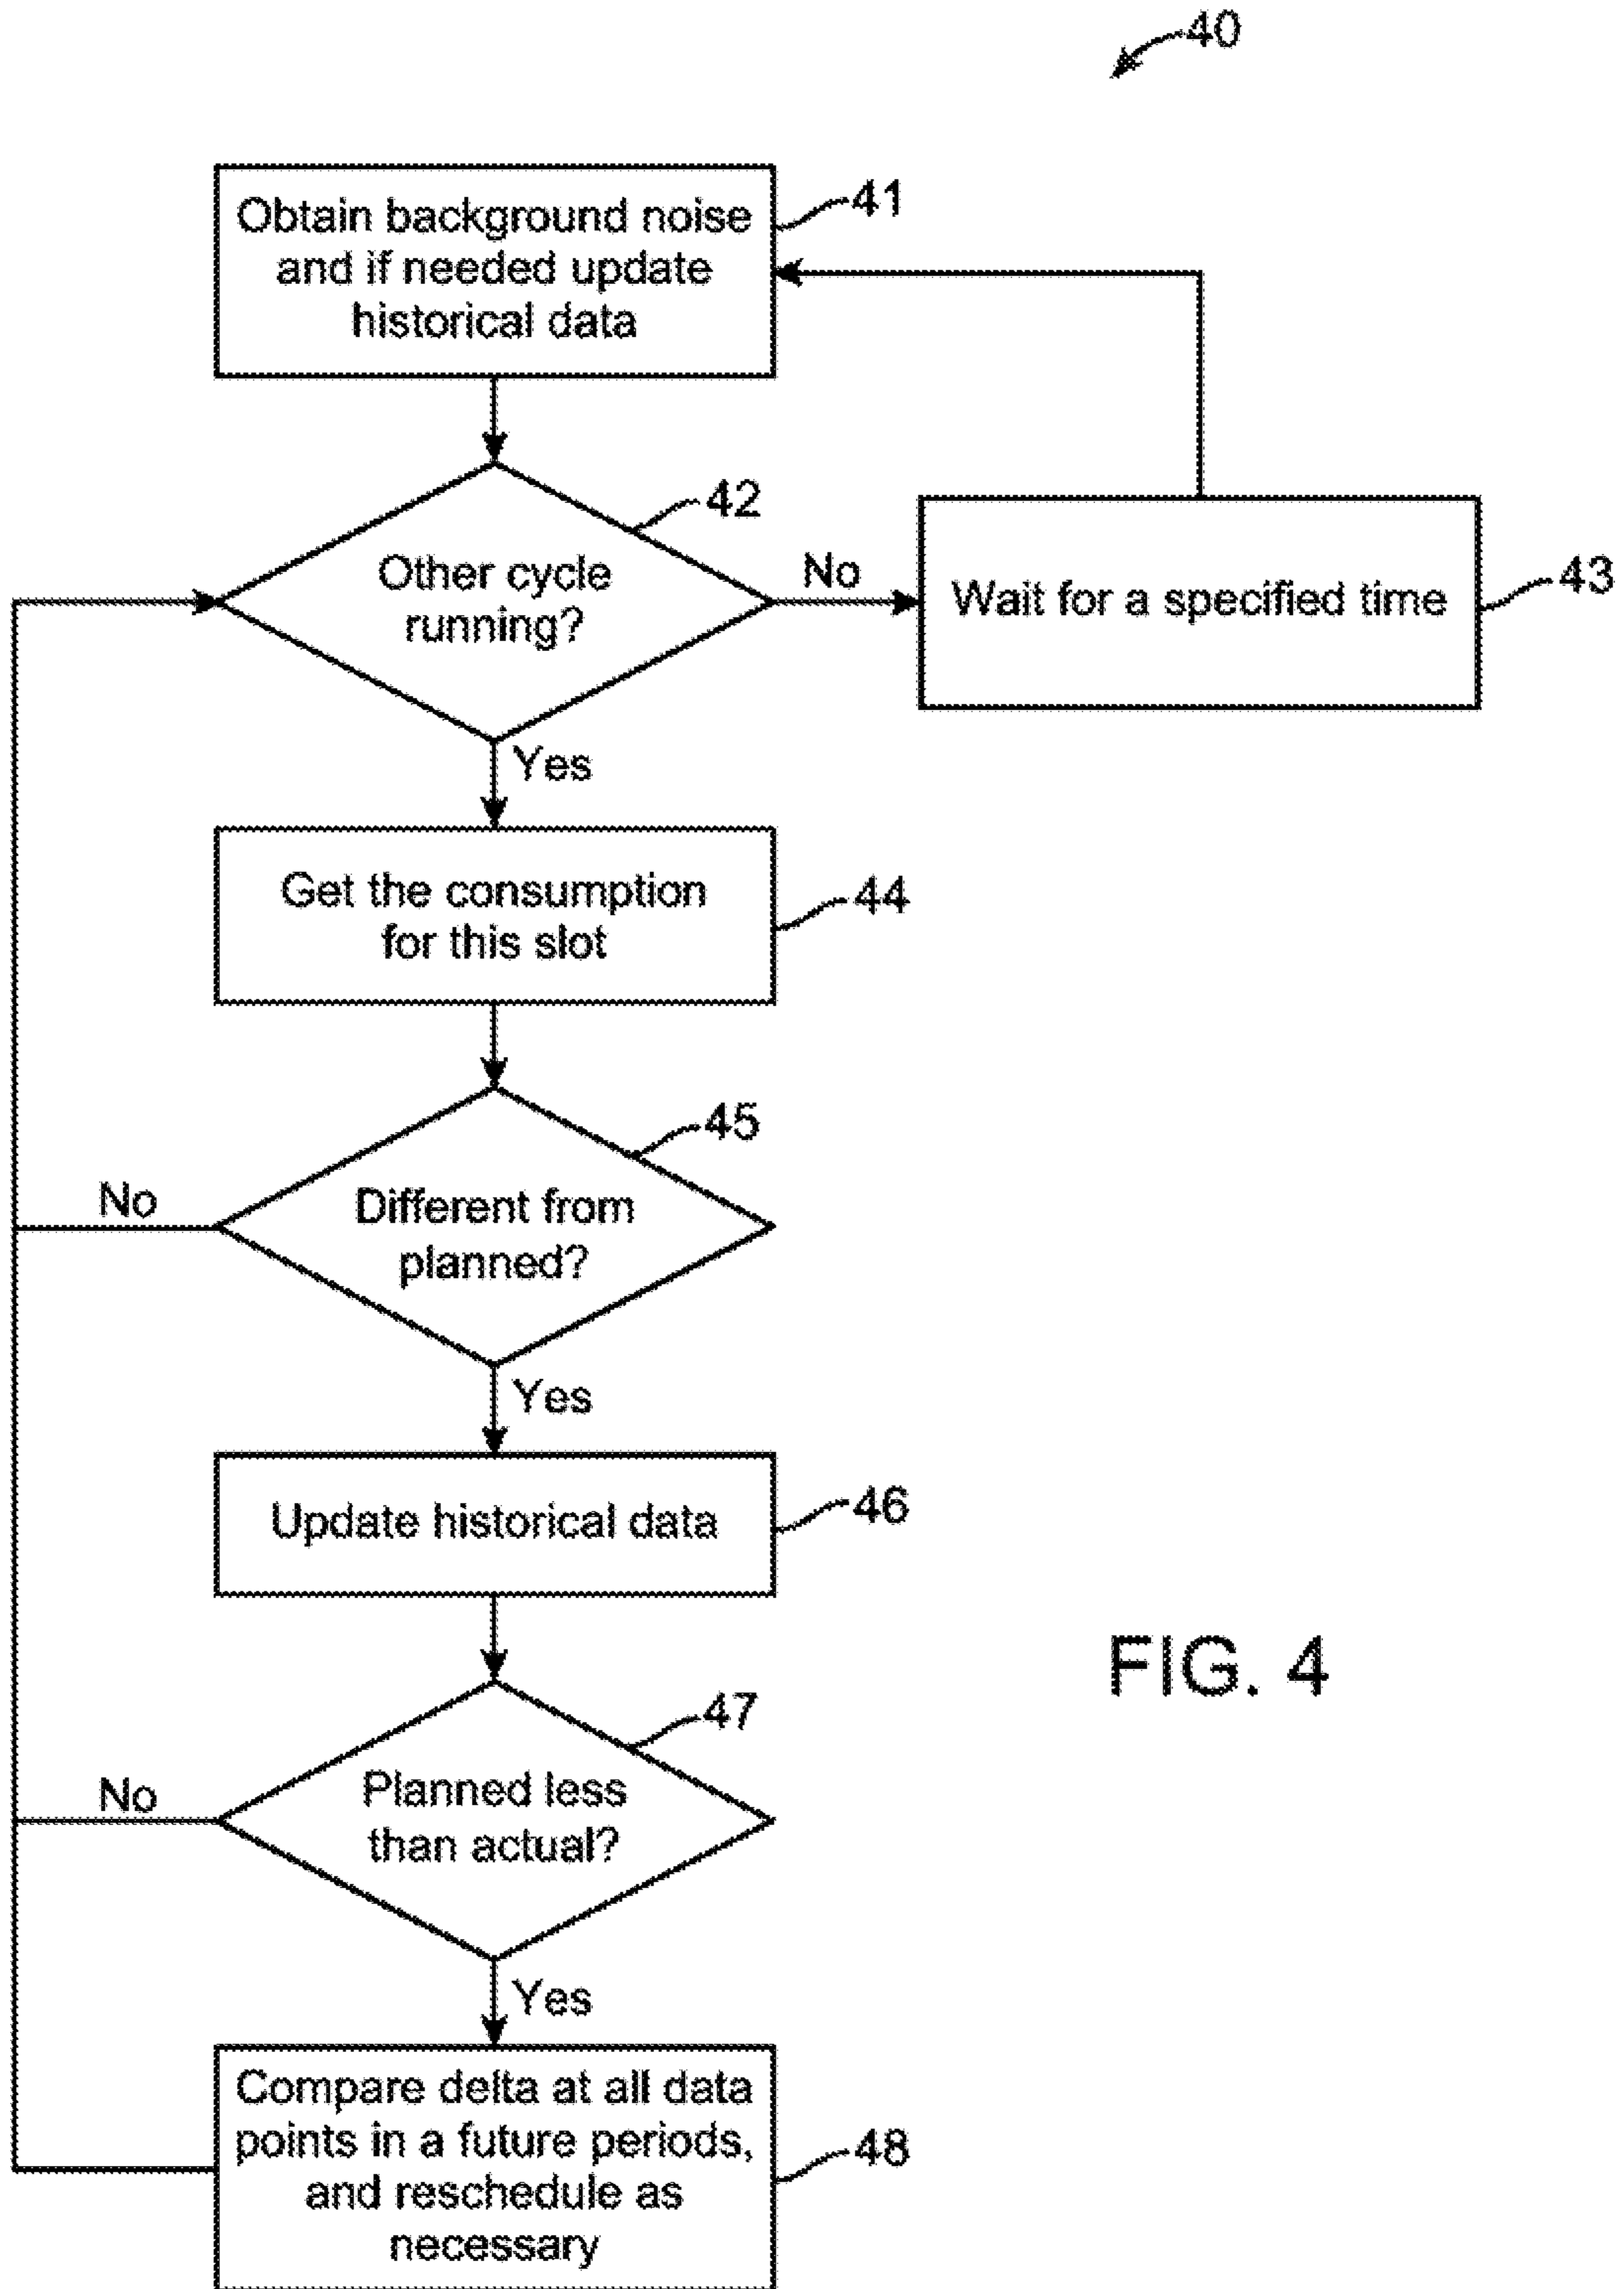 40
Obtain background noise
and if needed update
historical data
41
42
Other cycle
running?
No
Wait for a specified time
43
Yes
Get the consumption
for this slot
44
45
Different from
planned?
No
Yes
Update historical data
46
FIG. 4
47
Planned less
than actual?
No
Yes
Compare delta at all data
points in a future periods,
and reschedule as
necessary
48